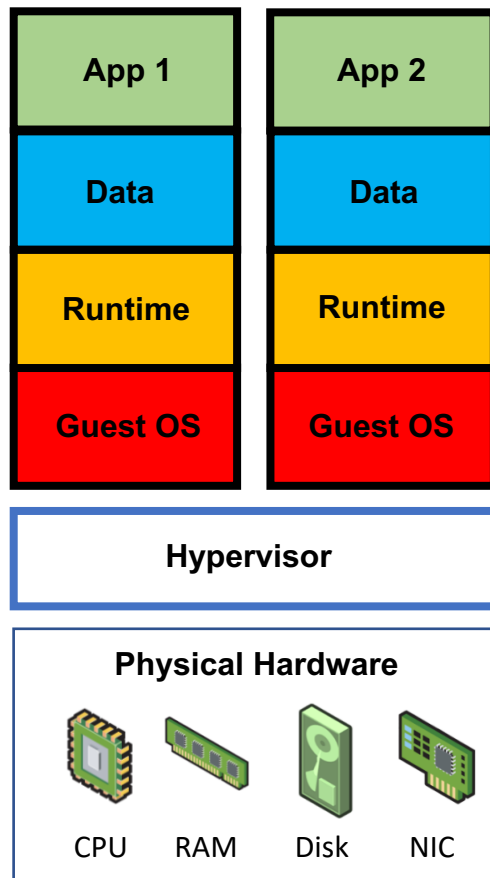 App 1
App 2
Data
Data
Runtime
Runtime
Guest OS
Guest OS
Hypervisor
Physical Hardware
CPU RAM Disk NIC